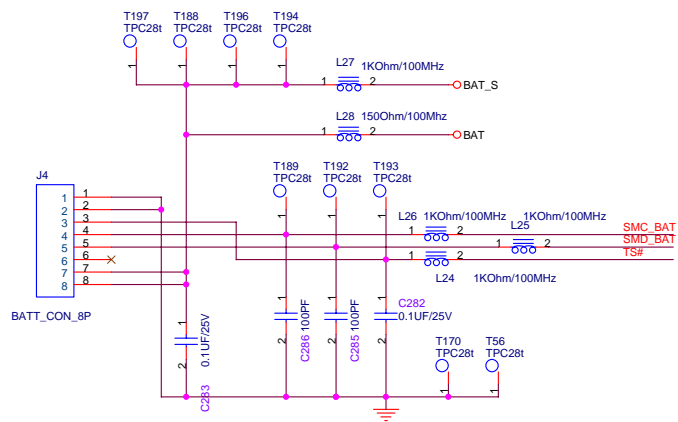 T197 T188 T196 T194
TPC28t TPC28t TPC28t TPC28t
1 1 1 1
L27 1KOhm/100MHz
1 2 BAT_S
L28 150Ohm/100Mhz
1 2 BAT
T189 T192 T193
TPC28t TPC28t TPC28t
1 1 1
J4
1 1
2 2
3 3
4 4
5 5
6 6
7 7
8 8
BATT_CON_8P
L26 1KOhm/100MHz 1KOhm/100MHz
L25
1 2 SMC_BAT
1 2 SMD_BAT
1 2 TS#
L24 1KOhm/100MHz
1 2 C283 0.1UF/25V
1 2 C286 100PF
1 2 C285 100PF
1 2 C282
0.1UF/25V
T170 T56
TPC28t TPC28t
1 1